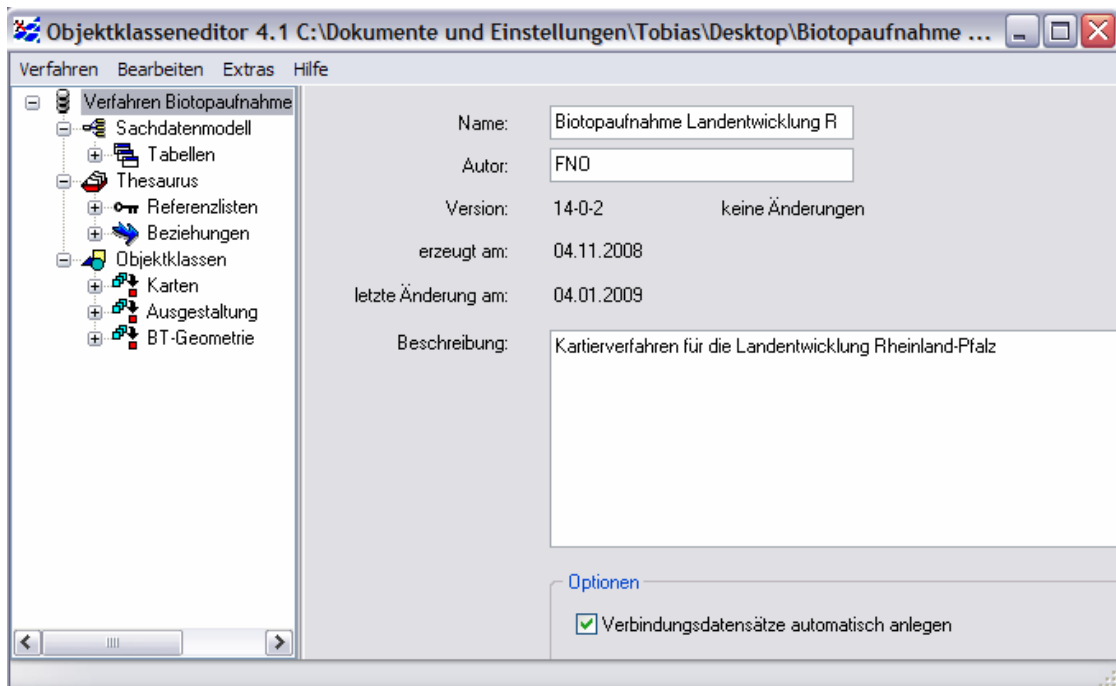 Objektklasseneditor 4.1 C:\Dokumente und Einstellungen\Tobias\Desktop\Biotopaufnahme ...
Verfahren Bearbeiten Extras Hilfe
Verfahren Biotopaufnahme
Sachdatenmodell
Tabellen
Thesaurus
Referenzlisten
Beziehungen
Objektklassen
Karten
Ausgestaltung
BT-Geometrie
Name: Biotopaufnahme Landentwicklung R
Autor: FNO
Version: 14-0-2 keine Änderungen
erzeugt am: 04.11.2008
letzte Änderung am: 04.01.2009
Beschreibung: Kartierverfahren für die Landentwicklung Rheinland-Pfalz
Optionen
Verbindungsdatensätze automatisch anlegen